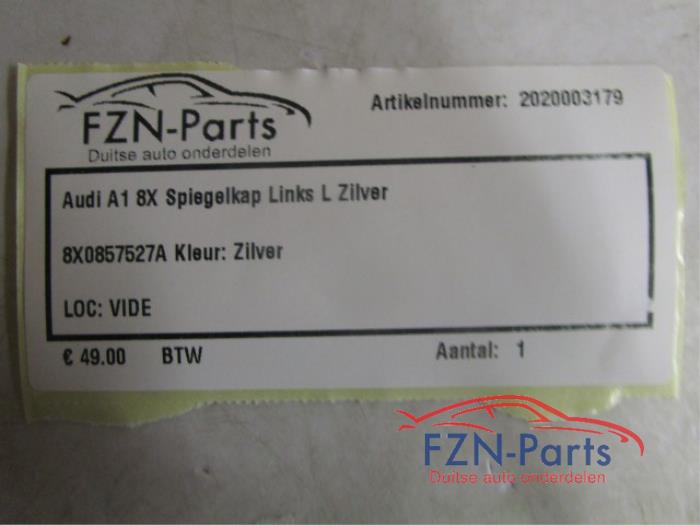 FZN-Parts
Duitse auto onderdelen
Artikelnummer: 2020003179
Audi A1 8X Spiegelkap Links L Zilver
8X0857527A Kleur: Zilver
LOC: VIDE
€ 49.00 BTW Aantal: 1
FZN-Parts
Duitse auto onderdelen